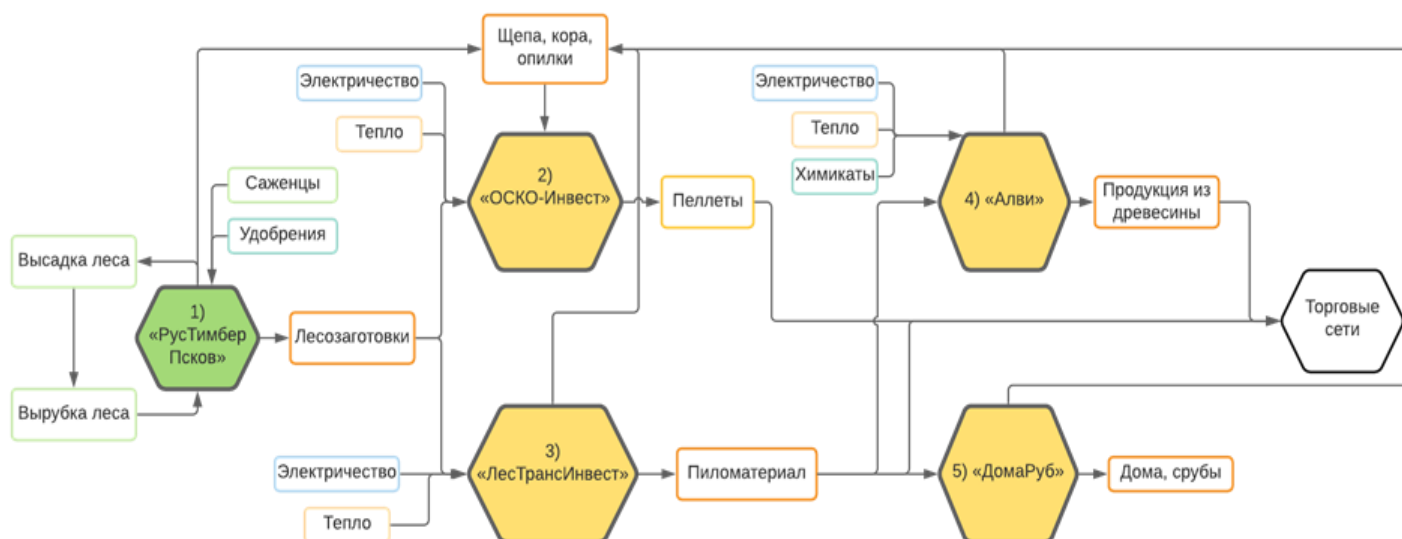 Щепа, кора,
опилки
Электричество
Тепло
Саженцы
Удобрения
Высадка леса
Вырубка леса
1)
«РусТимбер
Псков»
Лесозаготовки
2)
«ОСКО-Инвест»
Пеллеты
Электричество
Тепло
Химикаты
4) «Алви»
Продукция из
древесины
Торговые
сети
Электричество
Тепло
3)
«ЛесТрансИнвест»
Пиломатериал
5) «ДомаРуб»
Дома, срубы